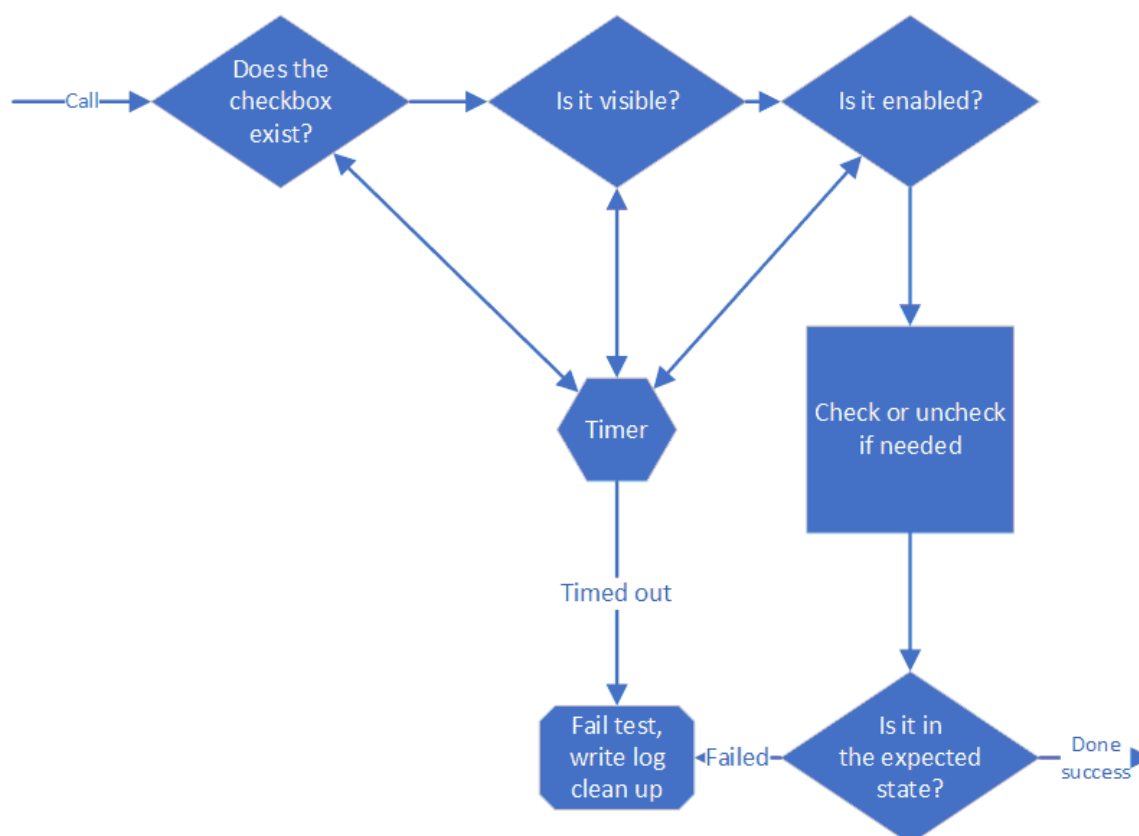 Call
Does the
checkbox
exist?
Is it visible?
Is it enabled?
Timer
Check or uncheck
if needed
Timed out
Fail test,
write log
clean up
Failed
Is it in
the expected
state?
Done
success